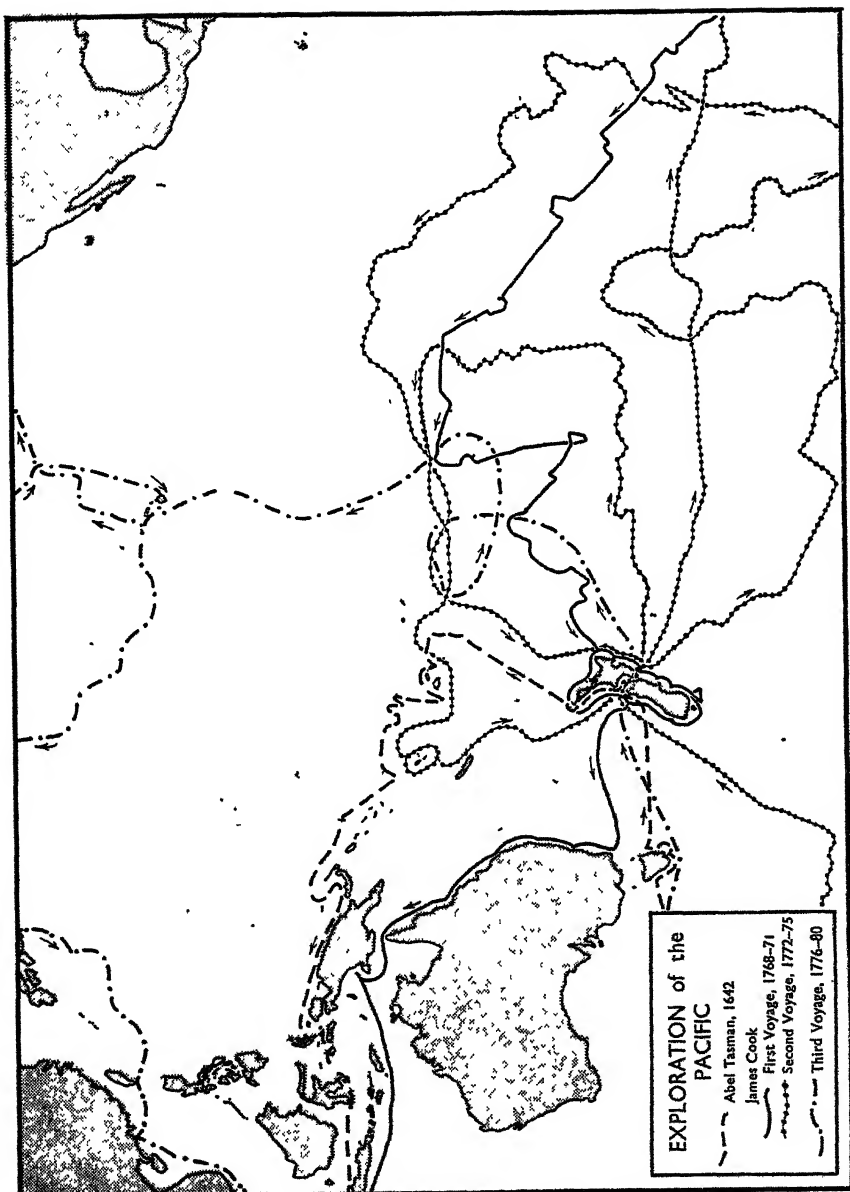 EXPLORATION of the
PACIFIC
Abel Tasman, 1642
James Cook
First Voyage, 1768–71
Second Voyage, 1772–75
Third Voyage, 1776–80